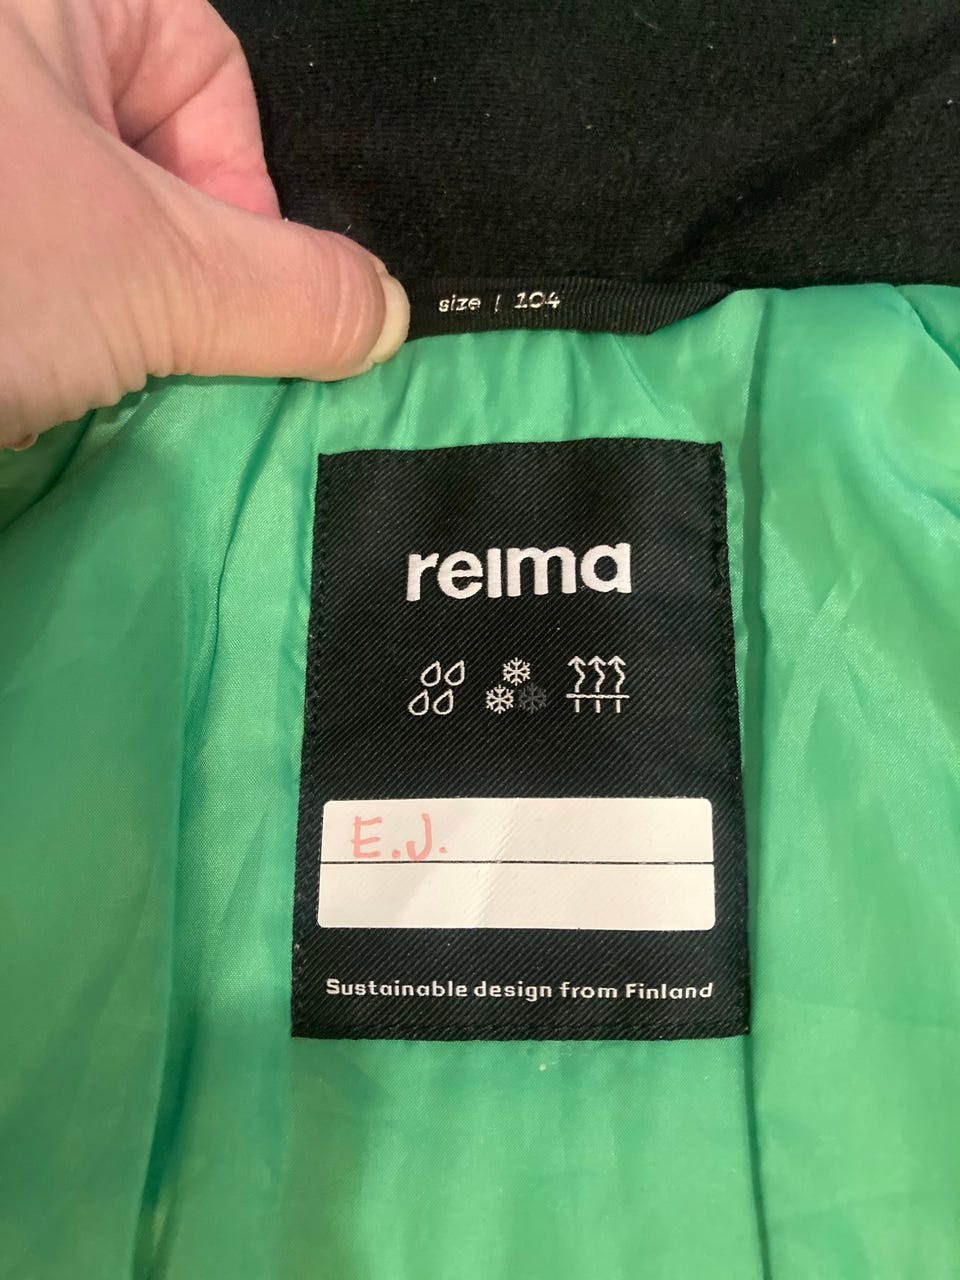 size | 104
reima
E.J.
Sustainable design from Finland